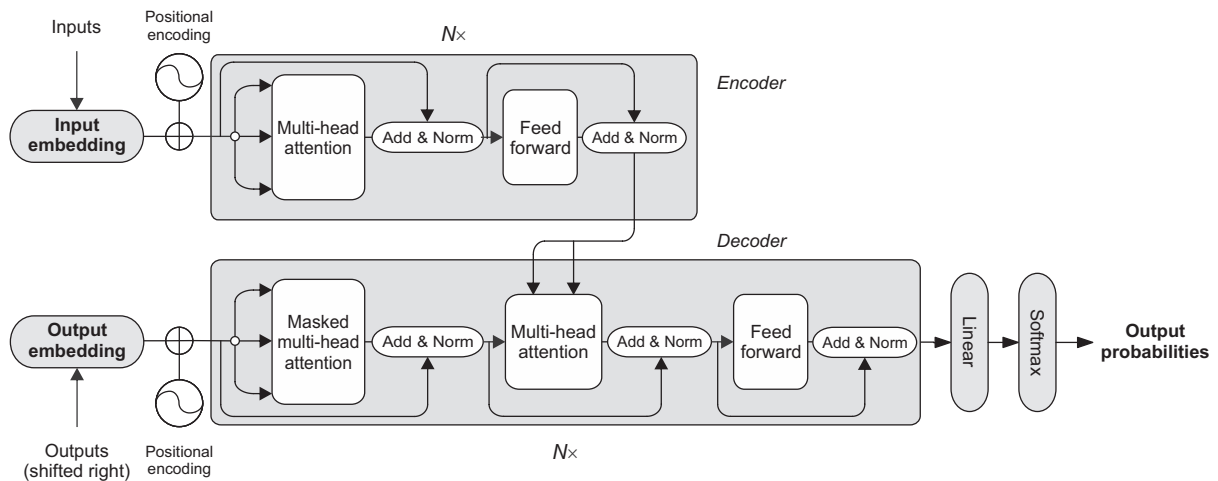 Inputs
Positional
encoding
N×
Encoder
Input
embedding
Multi-head
attention
Add & Norm
Feed
forward
Add & Norm
Decoder
Output
embedding
Masked
multi-head
attention
Add & Norm
Multi-head
attention
Add & Norm
Feed
forward
Add & Norm
Linear
Softmax
Output
probabilities
Outputs
(shifted right)
Positional
encoding
N×